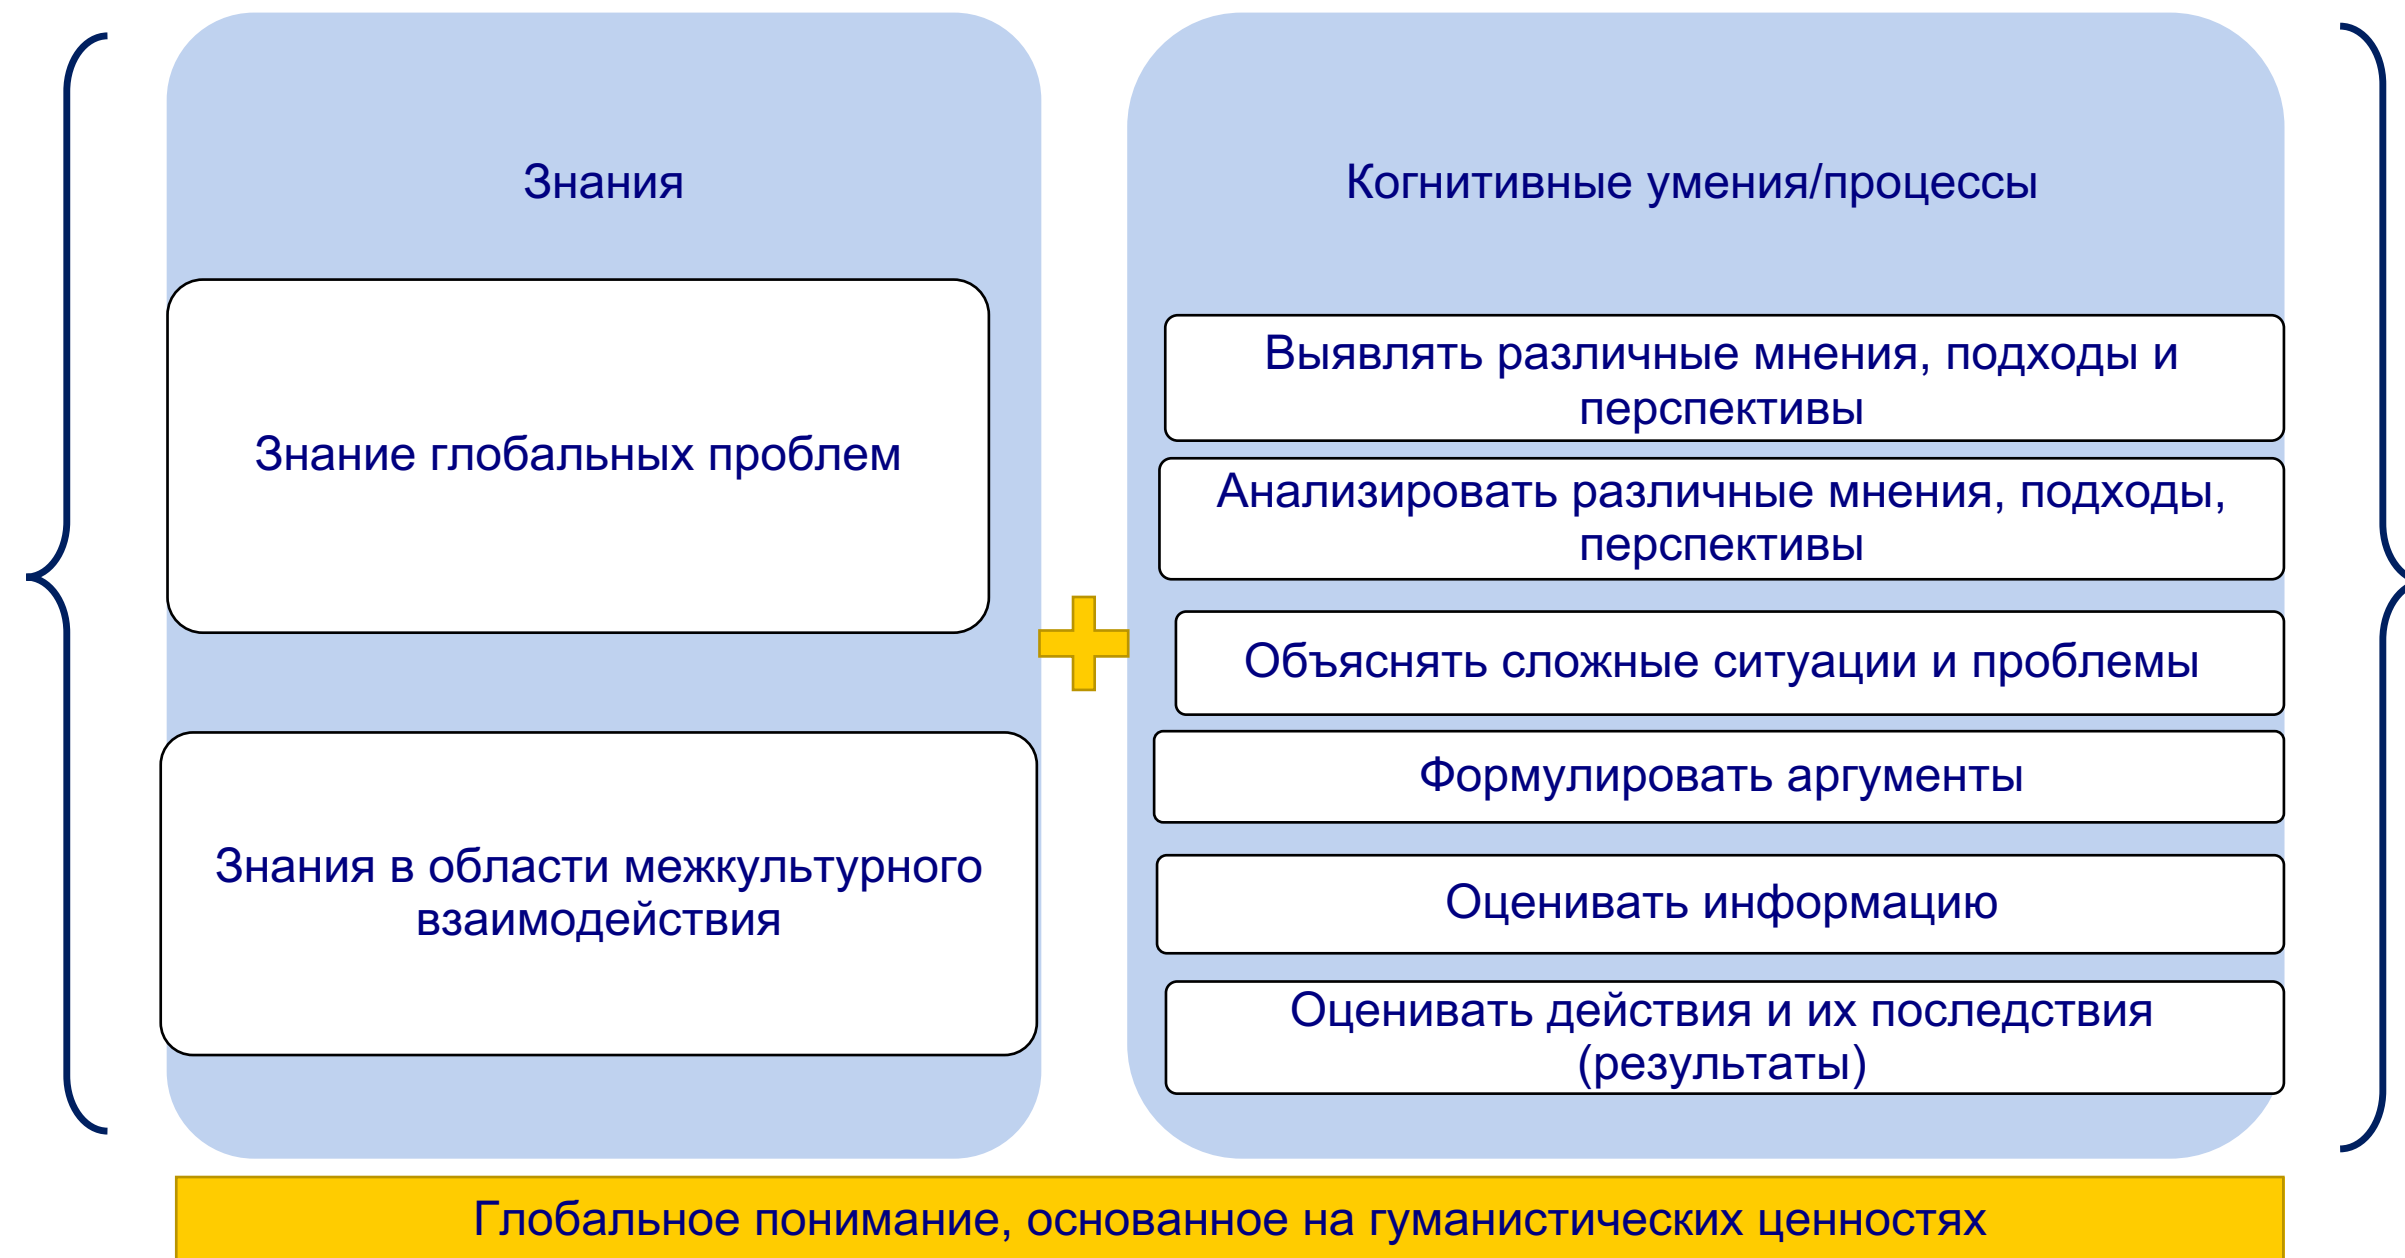 Знания
Знание глобальных проблем
Знания в области межкультурного
взаимодействия
Когнитивные умения/процессы
Выявлять различные мнения, подходы и
перспективы
Анализировать различные мнения, подходы,
перспективы
Объяснять сложные ситуации и проблемы
Формулировать аргументы
Оценивать информацию
Оценивать действия и их последствия
(результаты)
Глобальное понимание, основанное на гуманистических ценностях